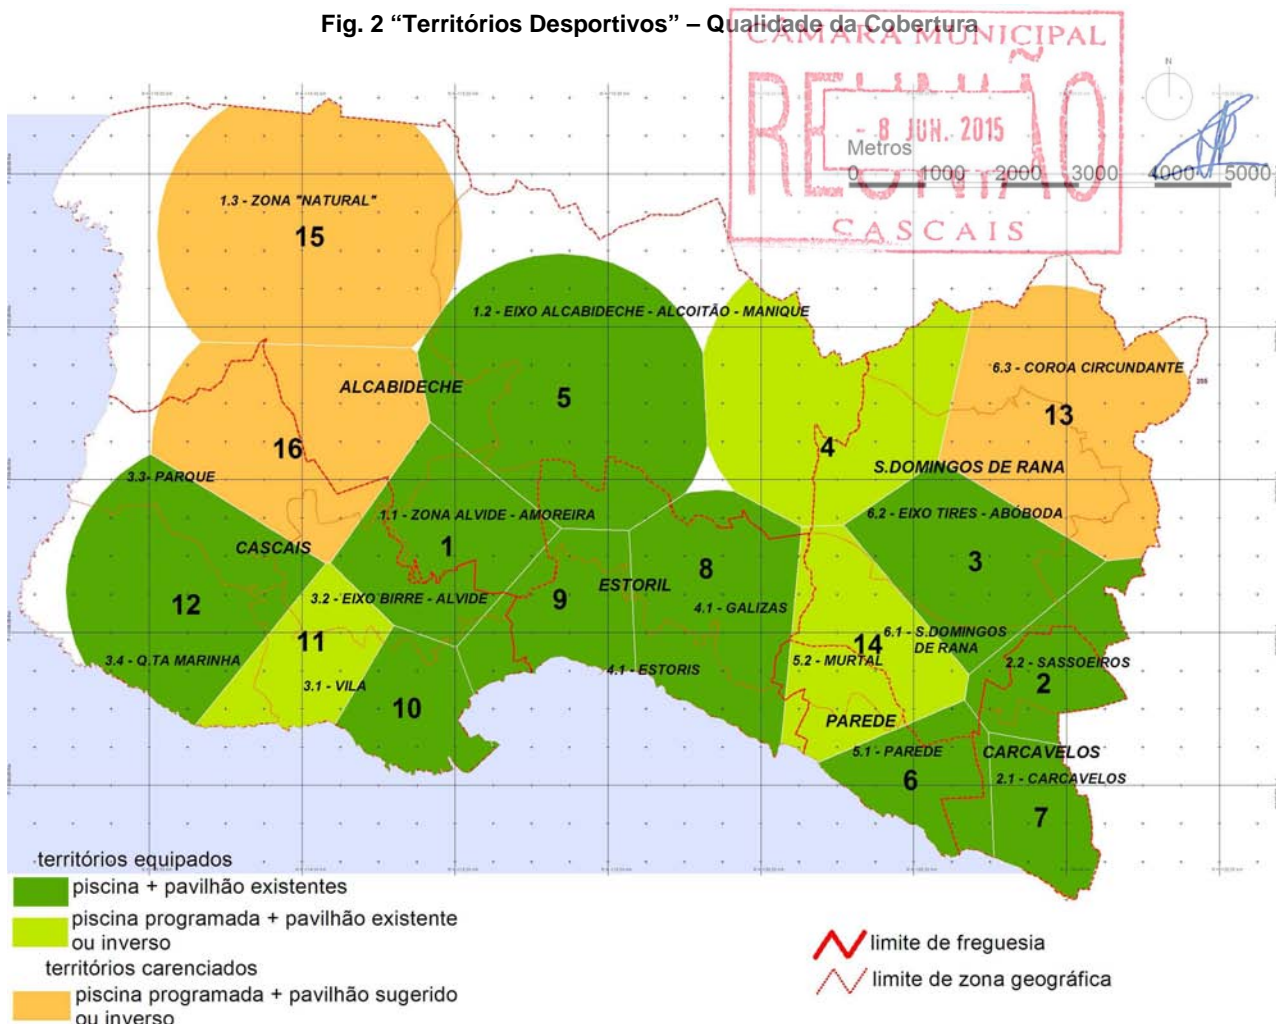 Fig. 2 “Territórios Desportivos” – Qualidade da Cobertura
CÂMARA MUNICIPAL
REUNIÃO
- 8 JUN. 2015
CASCAIS
N
Metros
0 1000 2000 3000 4000 5000
1.3 - ZONA "NATURAL"
15
1.2 - EIXO ALCABIDECHE - ALCOITÃO - MANIQUE
6.3 - COROA CIRCUNDANTE
ALCABIDECHE
5
13
16
4
S.DOMINGOS DE RANA
3.3- PARQUE
1.1 - ZONA ALVIDE - AMOREIRA
6.2 - EIXO TIRES - ABÓBODA
CASCAIS
1
3
8
ESTORIL
12
3.2 - EIXO BIRRE - ALVIDE
9
4.1 - GALIZAS
11
14
6.1 - S.DOMINGOS
DE RANA
3.4 - Q.TA MARINHA
5.2 - MURTAL
2.2 - SASSOEIROS
4.1 - ESTORIS
3.1 - VILA
2
10
PAREDE
5.1 - PAREDE
CARCAVELOS
6
2.1 - CARCAVELOS
7
territórios equipados
piscina + pavilhão existentes
piscina programada + pavilhão existente
ou inverso
territórios carenciados
piscina programada + pavilhão sugerido
ou inverso
limite de freguesia
limite de zona geográfica